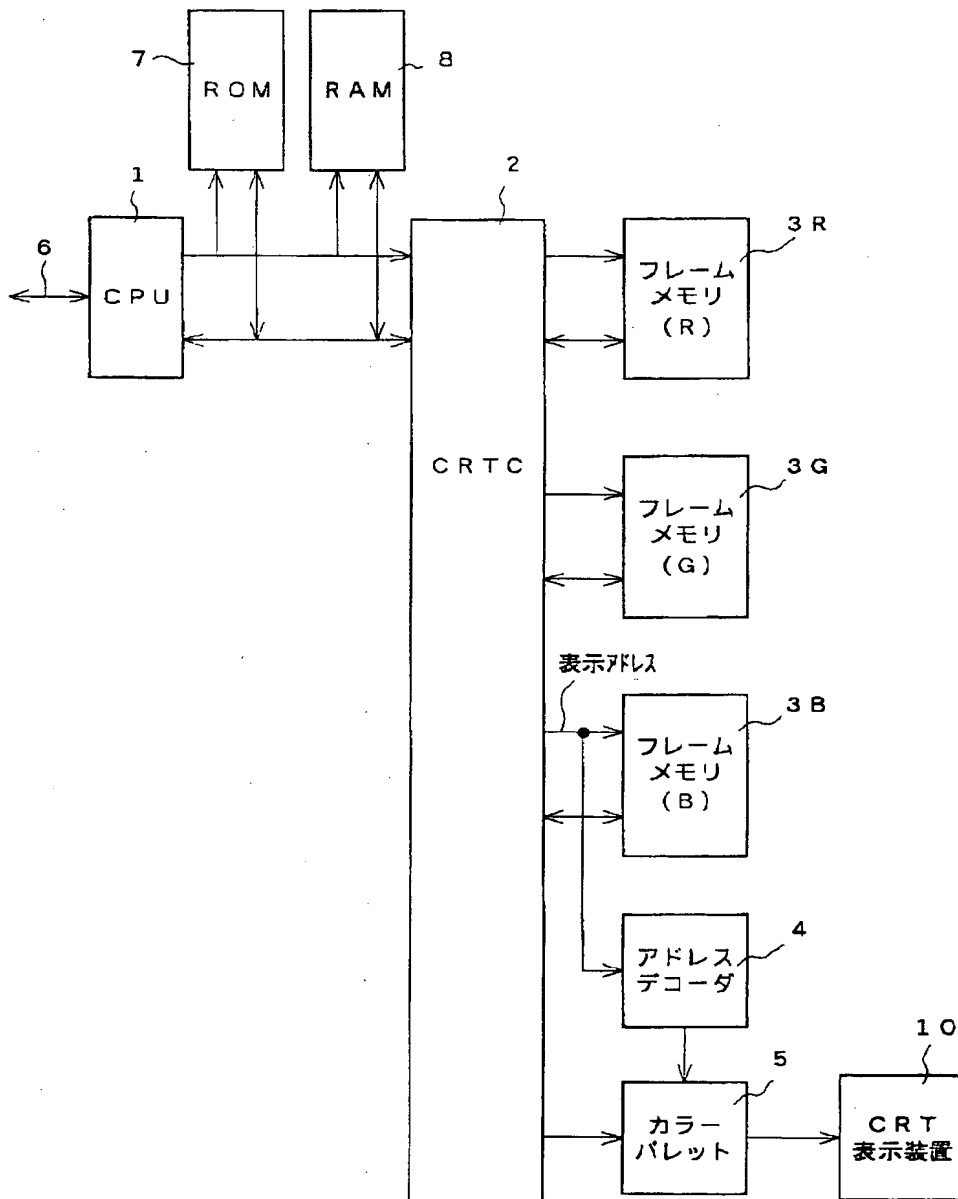 7
ROM
8
RAM
1
6
CPU
2
CRTC
3R
フレーム
メモリ
(R)
3G
フレーム
メモリ
(G)
表示アドレス
3B
フレーム
メモリ
(B)
4
アドレス
デコーダ
5
カラー
パレット
10
CRT
表示装置